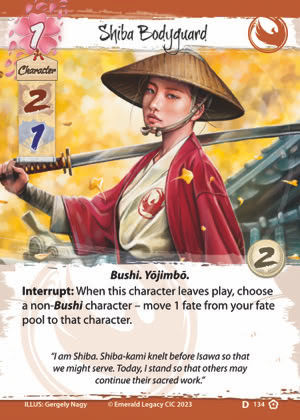 1
Shiba Bodyguard
Character
2
1
2
Bushi. Yōjimbō.
Interrupt: When this character leaves play, choose
a non-Bushi character – move 1 fate from your fate
pool to that character.
"I am Shiba. Shiba-kami knelt before Isawa so that
we might serve. Today, I stand so that others may
continue their sacred work."
ILLUS: Gergely Nagy © Emerald Legacy CIC 2023 D 134